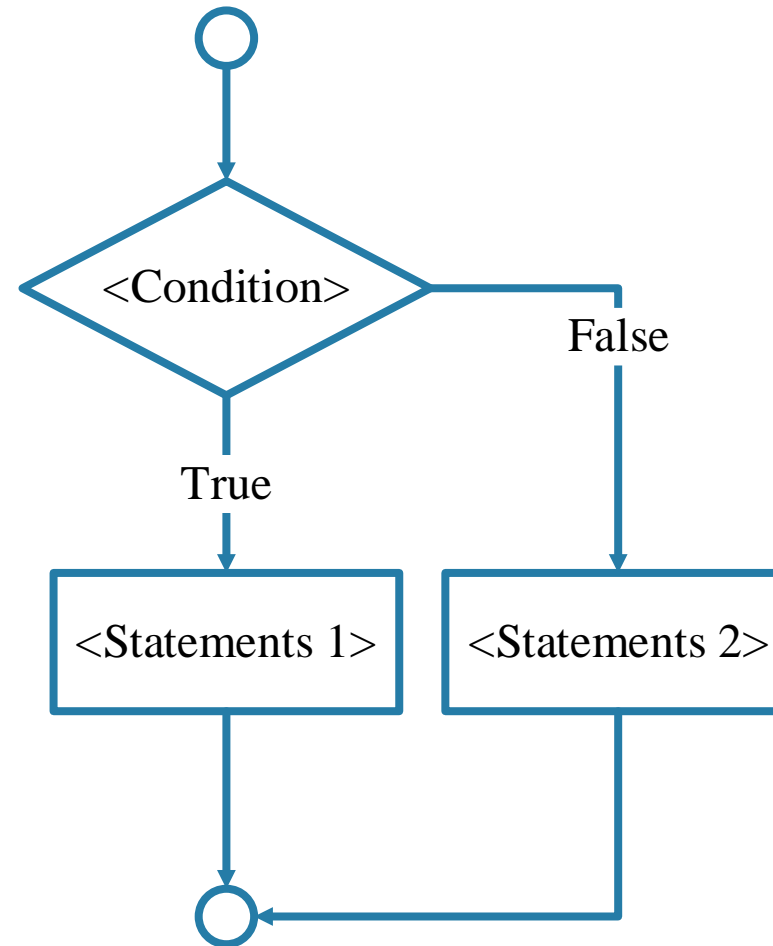 <Condition>
False
True
<Statements 1>
<Statements 2>